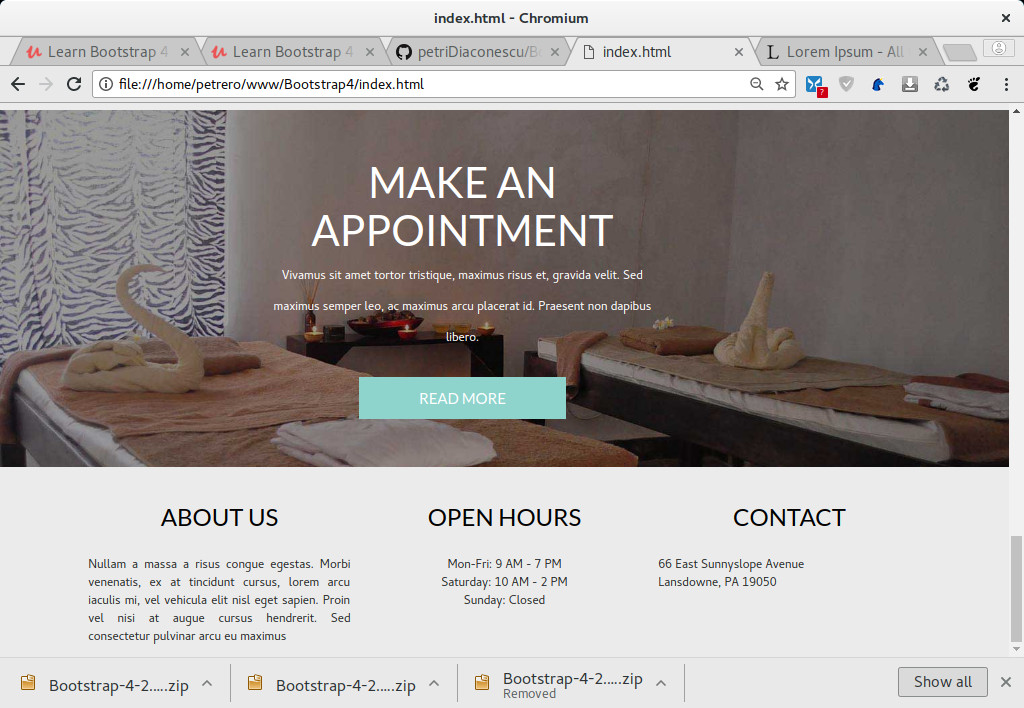 index.html - Chromium
Learn Bootstrap 4
Learn Bootstrap 4
petriDiaconescu/Bo
index.html
Lorem Ipsum - All
file:///home/petrero/www/Bootstrap4/index.html
MAKE AN
APPOINTMENT
Vivamus sit amet tortor tristique, maximus risus et, gravida velit. Sed
maximus semper leo, ac maximus arcu placerat id. Praesent non dapibus
libero.
READ MORE
ABOUT US
Nullam a massa a risus congue egestas. Morbi
venenatis, ex at tincidunt cursus, lorem arcu
iaculis mi, vel vehicula elit nisl eget sapien. Proin
vel nisi at augue cursus hendrerit. Sed
consectetur pulvinar arcu eu maximus
OPEN HOURS
Mon-Fri: 9 AM - 7 PM
Saturday: 10 AM - 2 PM
Sunday: Closed
CONTACT
66 East Sunnyslope Avenue
Lansdowne, PA 19050
Bootstrap-4-2.....zip
Bootstrap-4-2.....zip
Bootstrap-4-2.....zip
Removed
Show all